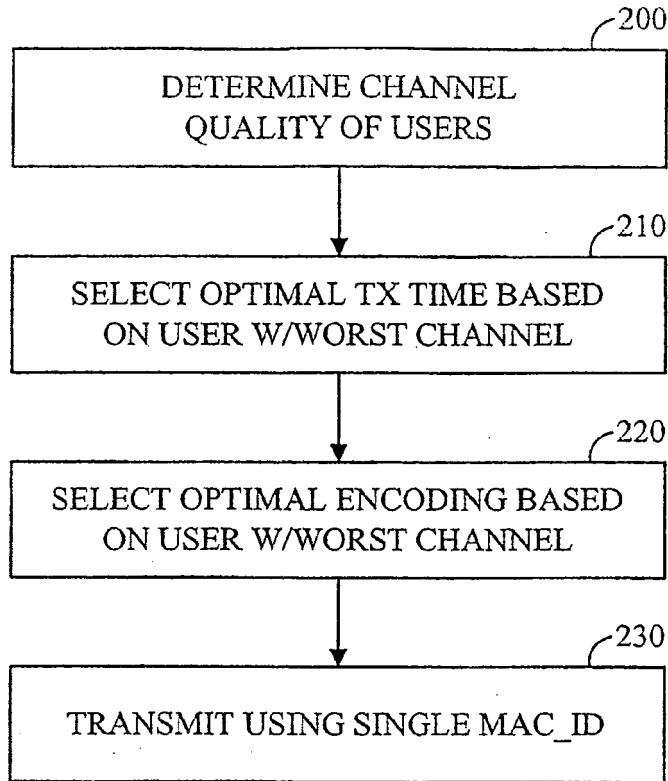 200
DETERMINE CHANNEL
QUALITY OF USERS
210
SELECT OPTIMAL TX TIME BASED
ON USER W/WORST CHANNEL
220
SELECT OPTIMAL ENCODING BASED
ON USER W/WORST CHANNEL
230
TRANSMIT USING SINGLE MAC_ID